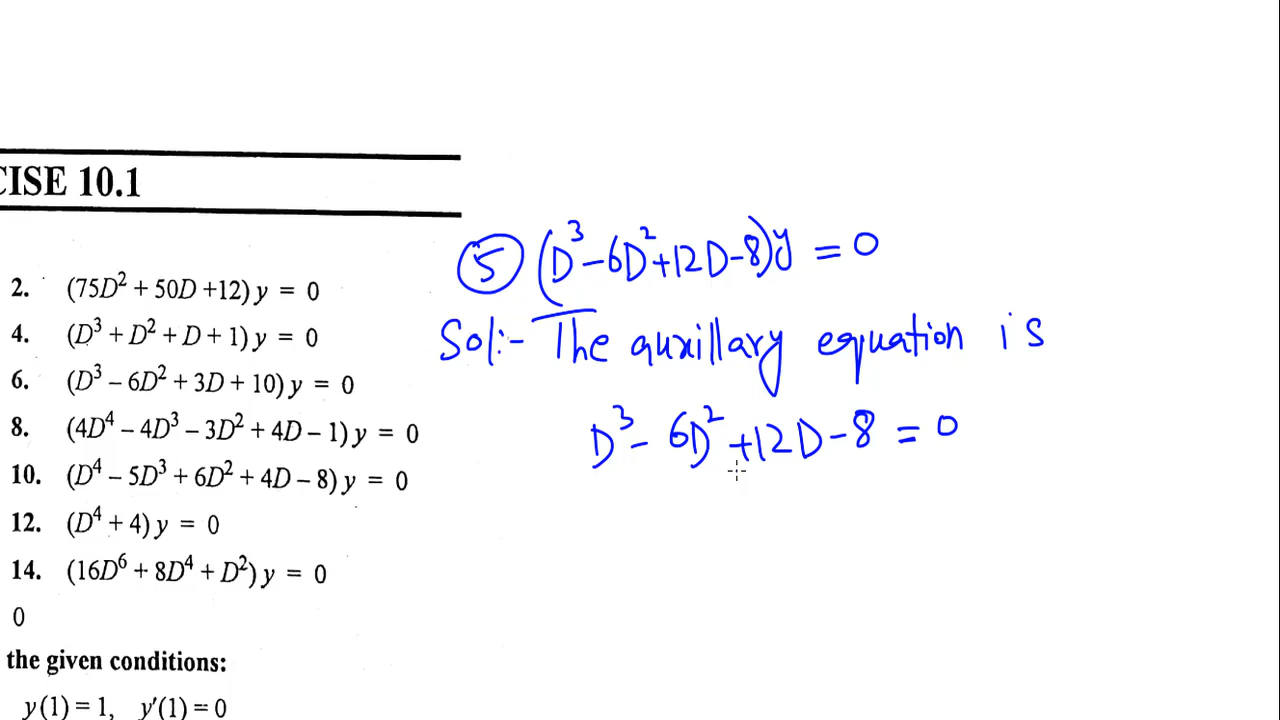 CISE 10.1
2. (75D² + 50D +12) y = 0
4. (D³ + D² + D + 1) y = 0
6. (D³ – 6D² + 3D + 10) y = 0
8. (4D⁴ – 4D³ – 3D² + 4D – 1) y = 0
10. (D⁴ – 5D³ + 6D² + 4D – 8) y = 0
12. (D⁴ + 4) y = 0
14. (16D⁶ + 8D⁴ + D²) y = 0
0
the given conditions:
y(1) = 1, y′(1) = 0
5 (D³ – 6D² + 12D – 8)y = 0
Sol:- The auxillary equation is
D³ – 6D² + 12D – 8 = 0